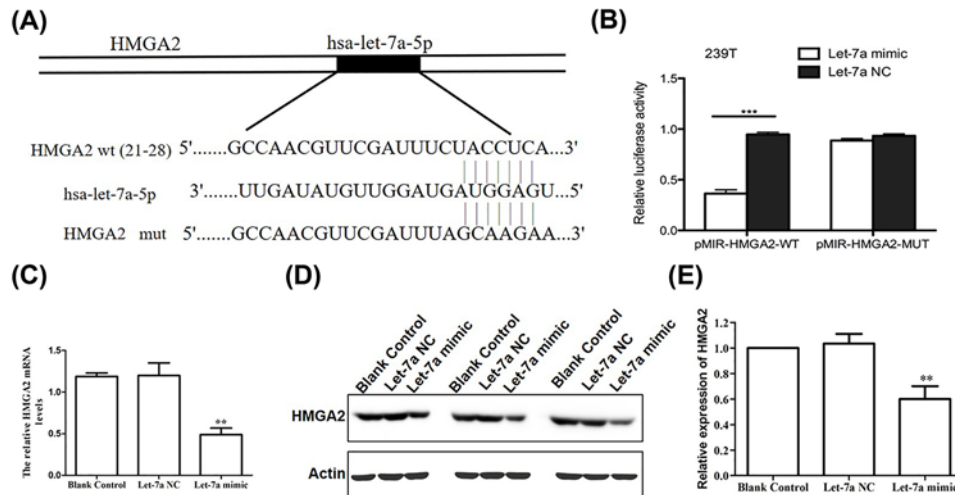 (A)
HMGA2 hsa-let-7a-5p
HMGA2 wt (21-28) 5'.......GCCAACGUUCGAUUUCUACCUCA...3'
hsa-let-7a-5p 3'......UUGAUAUGUUGGAUGAUGGAGU...5'
HMGA2 mut 5'.......GCCAACGUUCGAUUUAGCAAGAA...3'
(B)
239T
Let-7a mimic
Let-7a NC
Relative luciferase activity
1.5
1.0
0.5
0.0
***
pMIR-HMGA2-WT pMIR-HMGA2-MUT
(C)
The relative HMGA2 mRNA
levels
1.5
1.0
0.5
0.0
**
Blank Control Let-7a NC Let-7a mimic
(D)
Blank Control Let-7a NC Let-7a mimic Blank Control Let-7a NC Let-7a mimic Blank Control Let-7a NC Let-7a mimic
HMGA2
Actin
(E)
Relative expression of HMGA2
1.2
1.0
0.8
0.6
0.4
0.2
0.0
**
Blank Control Let-7a NC Let-7a mimic